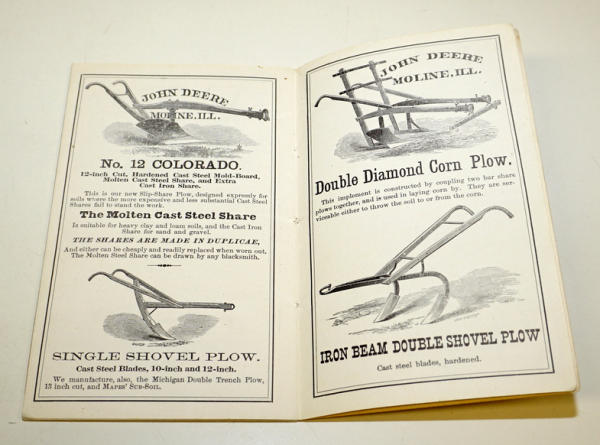 JOHN DEERE
MOLINE, ILL.
No. 12 COLORADO.
12-inch Cut, Hardened Cast Steel Mold-Board,
Molten Cast Steel Share, and Extra
Cast Iron Share.
This is our new Slip-Share Plow, designed expressly for
soils where the more expensive and less substantial Cast Steel
Shares fail to stand the work.
The Molten Cast Steel Share
Is suitable for heavy clay and loam soils, and the Cast Iron
Share for sand and gravel.
THE SHARES ARE MADE IN DUPLICAE,
And either can be cheaply and readily replaced when worn out.
The Molten Steel Share can be drawn by any blacksmith.
SINGLE SHOVEL PLOW.
Cast Steel Blades, 10-inch and 12-inch.
We manufacture, also, the Michigan Double Trench Plow,
13 inch cut, and MAPES' SUB-SOIL.
JOHN DEERE
MOLINE, ILL.
Double Diamond Corn Plow.
This implement is constructed by coupling two bar share
plows together, and is used in laying corn by. They are ser-
viceable either to throw the soil to or from the corn.
IRON BEAM DOUBLE SHOVEL PLOW
Cast steel blades, hardened.